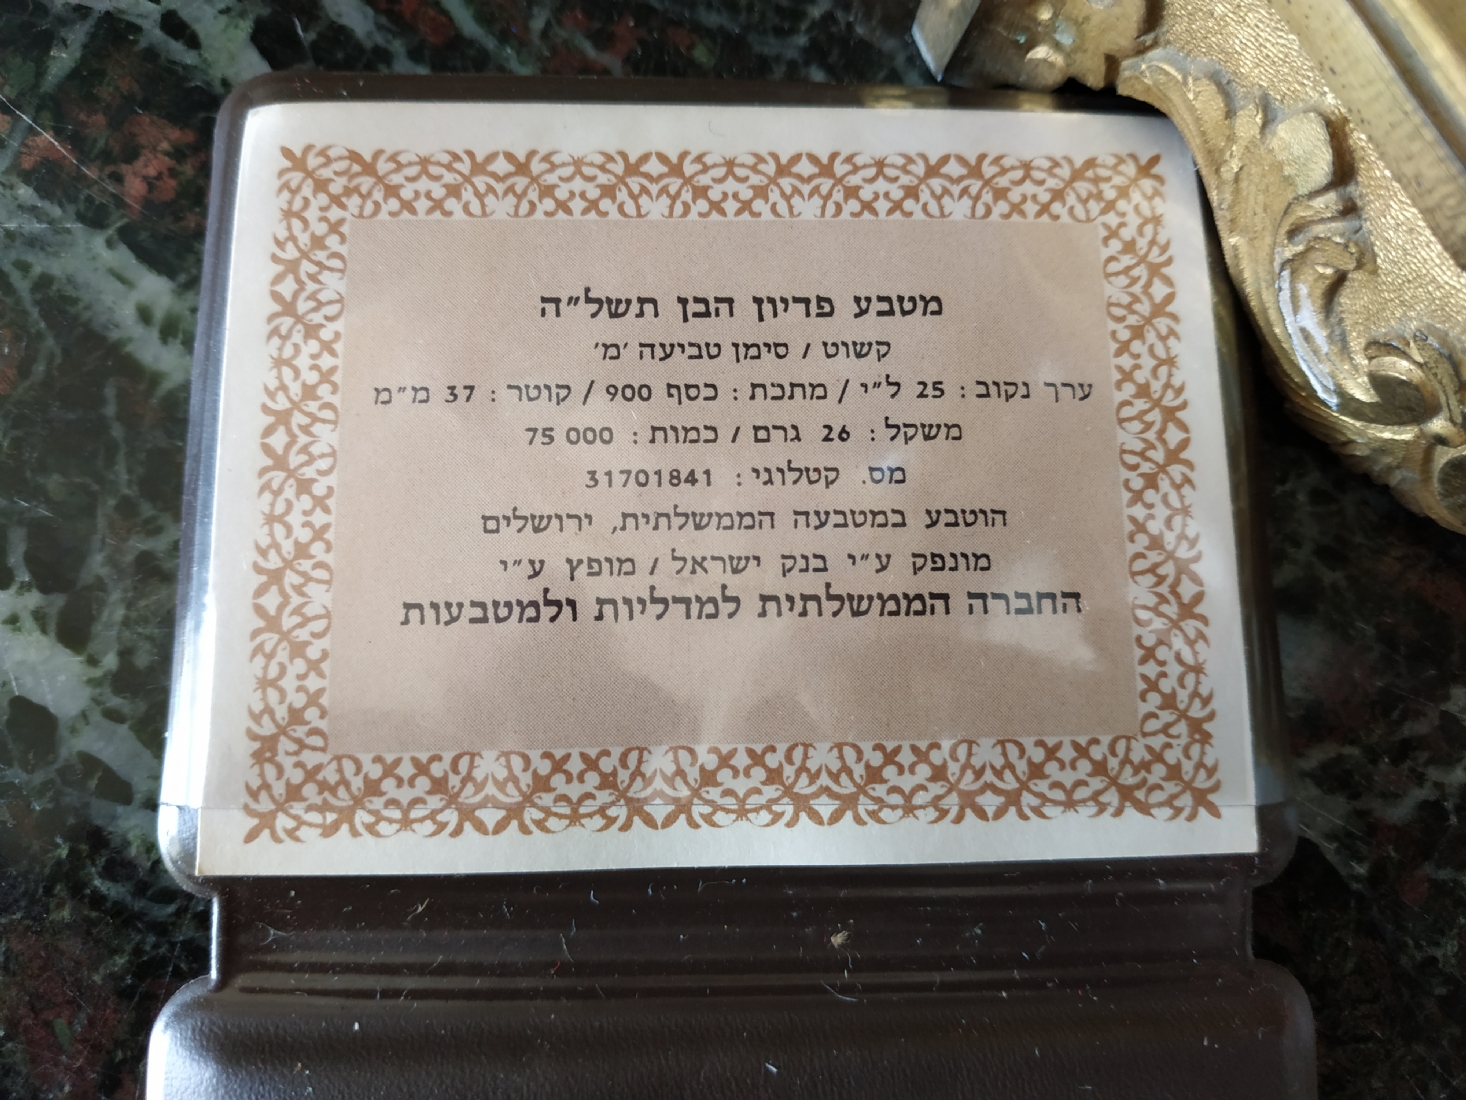 מטבע פדיון הבן תשל״ה
קשוט / סימן טביעה ׳מ׳
ערך נקוב : 25 ל״י / מתכת : כסף 900 / קוטר : 37 מ״מ
משקל : 26 גרם / כמות : 75 000
מס. קטלוגי : 31701841
הוטבע במטבעה הממשלתית, ירושלים
מונפק ע״י בנק ישראל / מופץ ע״י
החברה הממשלתית למדליות ולמטבעות